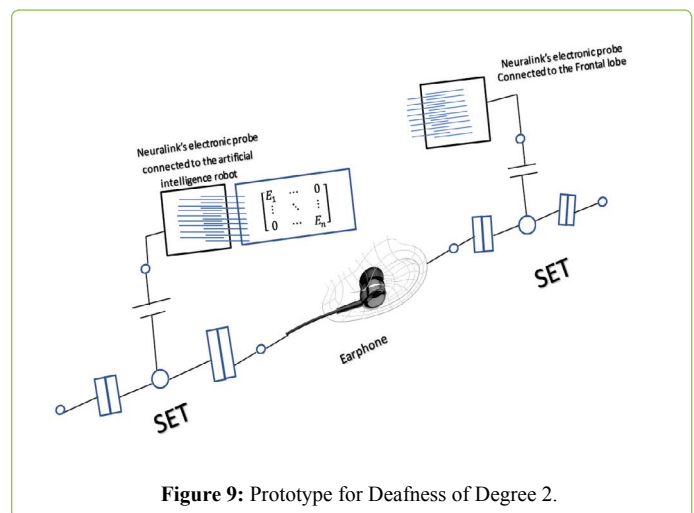 Neuralink's electronic probe
Connected to the Frontal lobe
Neuralink's electronic probe
connected to the artificial
intelligence robot
E₁ ... 0
⋮ ⋱ ⋮
0 ... Eₙ
SET
Earphone
SET
Figure 9: Prototype for Deafness of Degree 2.